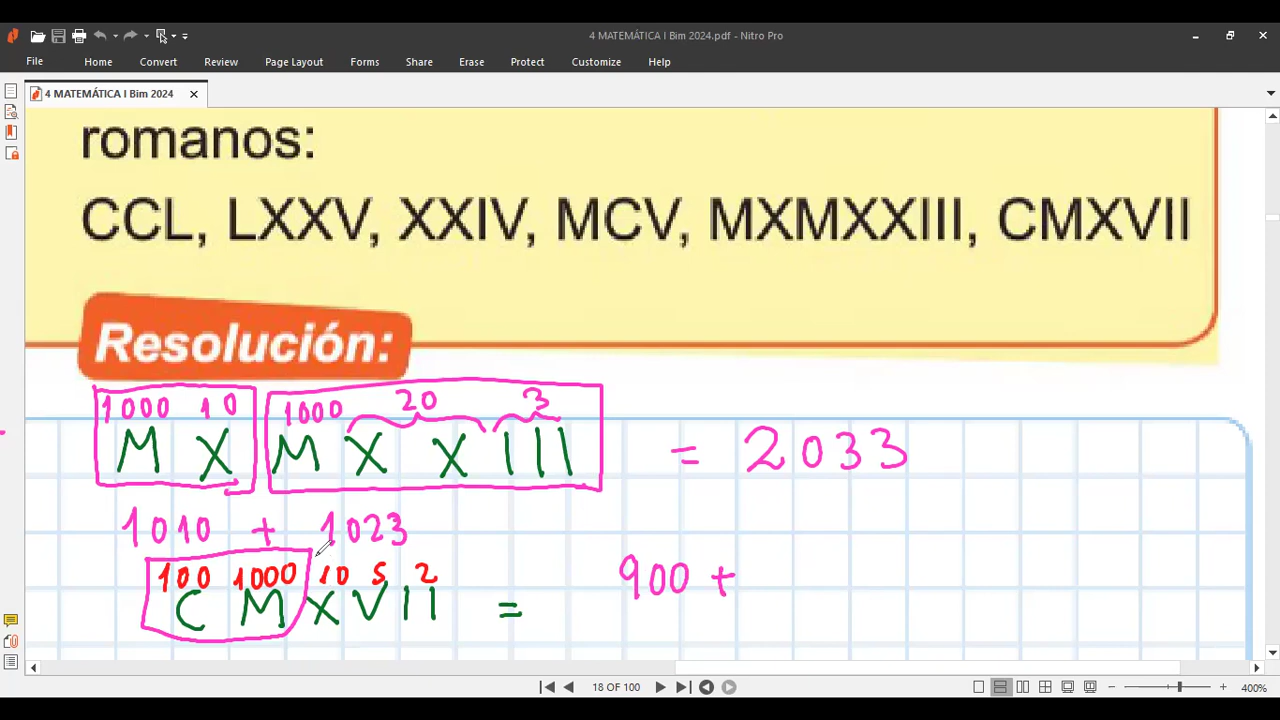 4 MATEMÁTICA I Bim 2024.pdf - Nitro Pro
File Home Convert Review Page Layout Forms Share Erase Protect Customize Help
4 MATEMÁTICA I Bim 2024
romanos:
CCL, LXXV, XXIV, MCV, MXMXXIII, CMXVII
Resolución:
1000 10 1000 20 3
M X M X X III = 2033
1010 + 1023
100 1000 10 5 2
C M X V I I = 900 +
18 OF 100
400%